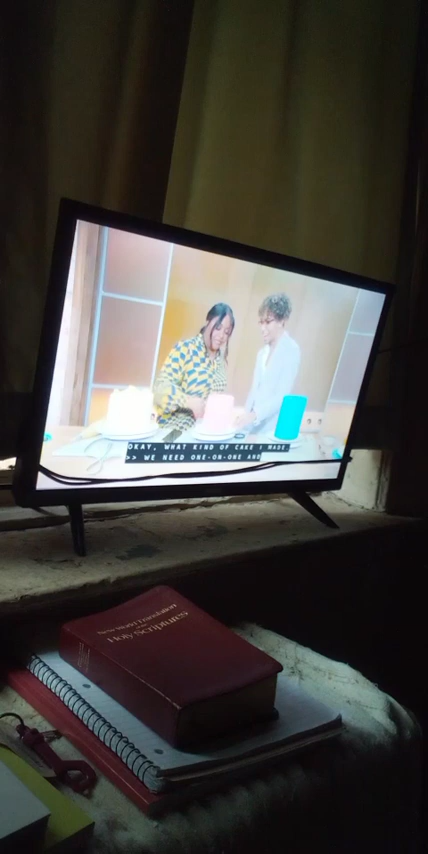 OKAY, WHAT KIND OF CAKE I MADE.
>> WE NEED ONE-ON-ONE AND
New World Translation
Holy Scriptures